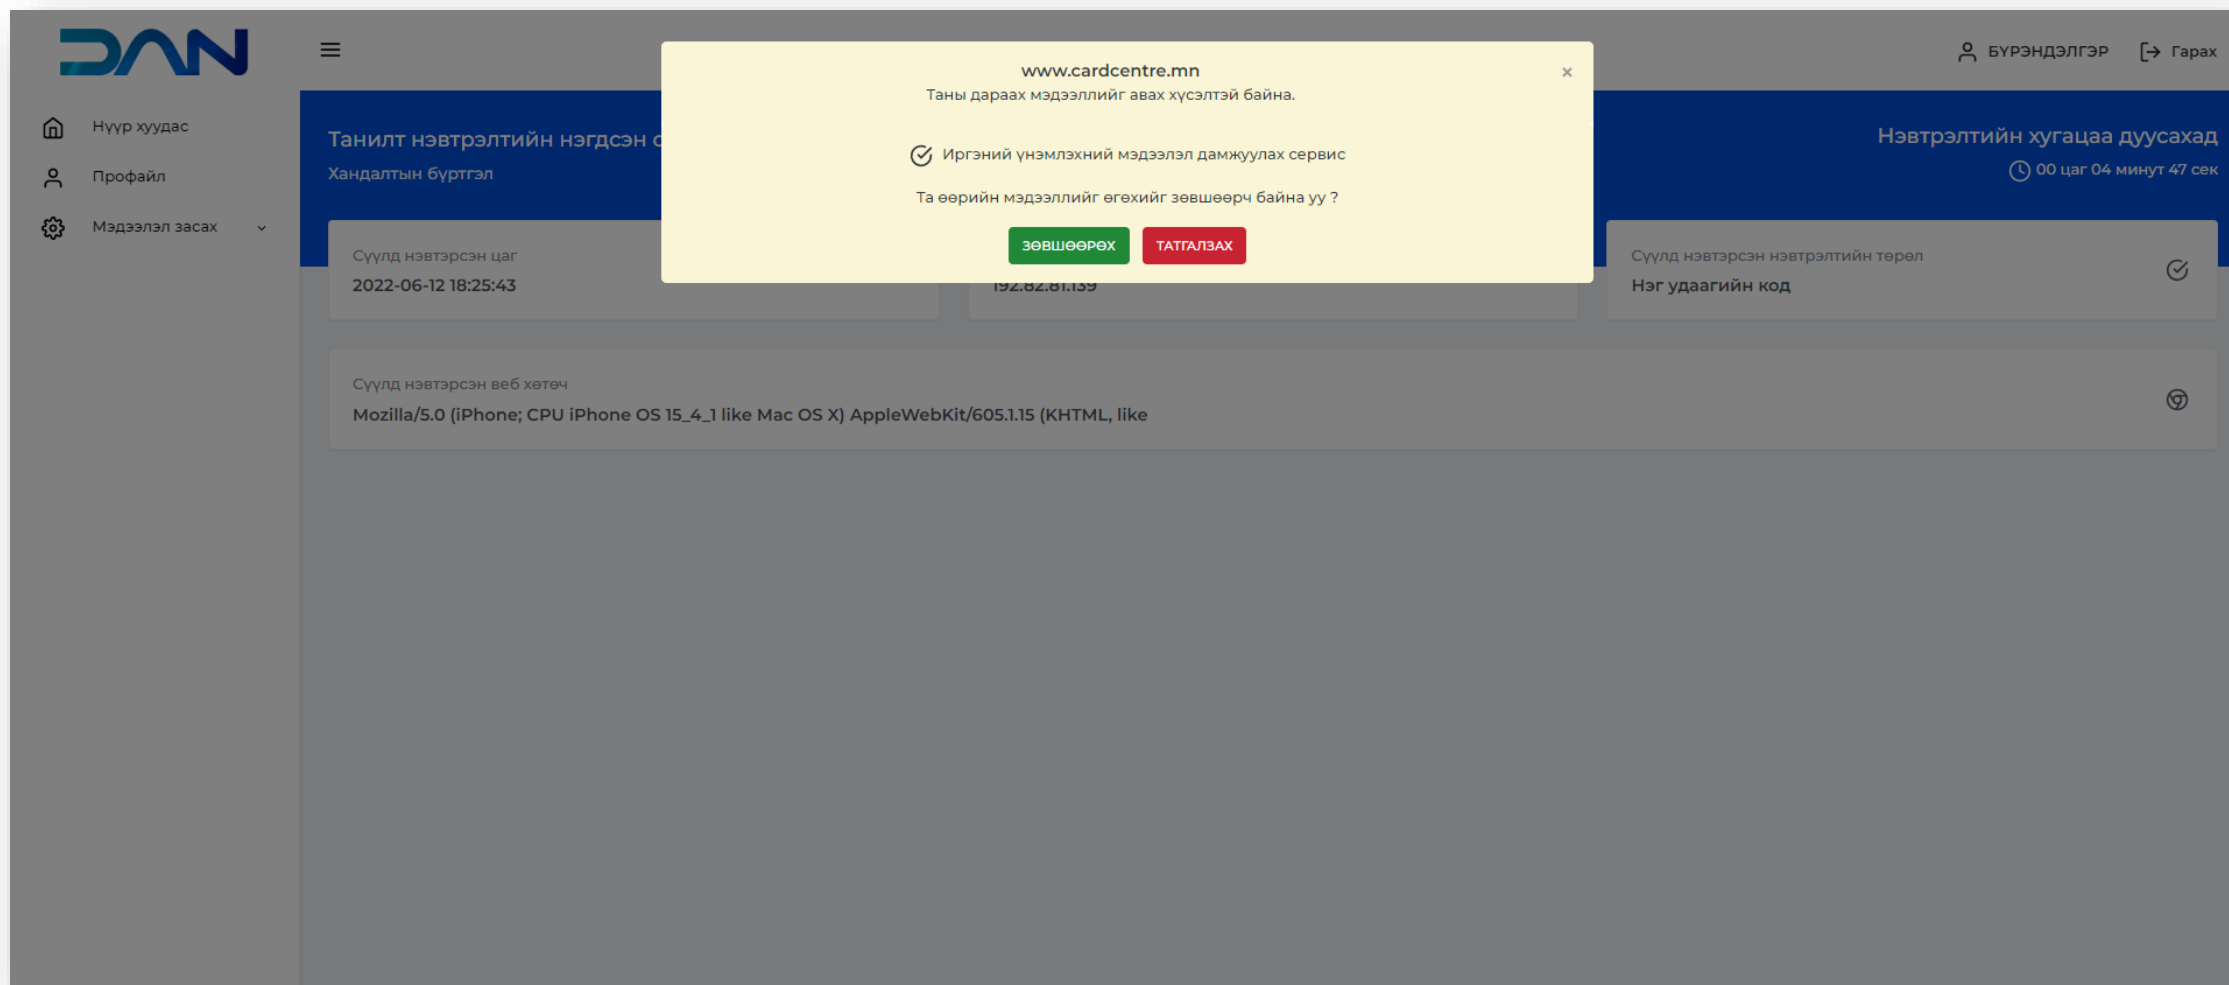 DAN
БҮРЭНДЭЛГЭР
Гарах
www.cardcentre.mn
×
Таны дараах мэдээллийг авах хүсэлтэй байна.
Иргэний үнэмлэхний мэдээлэл дамжуулах сервис
Та өөрийн мэдээллийг өгөхийг зөвшөөрч байна уу ?
ЗӨВШӨӨРӨХ
ТАТГАЛЗАХ
Нүүр хуудас
Профайл
Мэдээлэл засах
Танилт нэвтрэлтийн нэгдсэн
Хандалтын бүртгэл
Нэвтрэлтийн хугацаа дуусахад
00 цаг 04 минут 47 сек
Сүүлд нэвтэрсэн цаг
2022-06-12 18:25:43
192.82.81.139
Сүүлд нэвтэрсэн нэвтрэлтийн төрөл
Нэг удаагийн код
Сүүлд нэвтэрсэн веб хөтөч
Mozilla/5.0 (iPhone; CPU iPhone OS 15_4_1 like Mac OS X) AppleWebKit/605.1.15 (KHTML, like